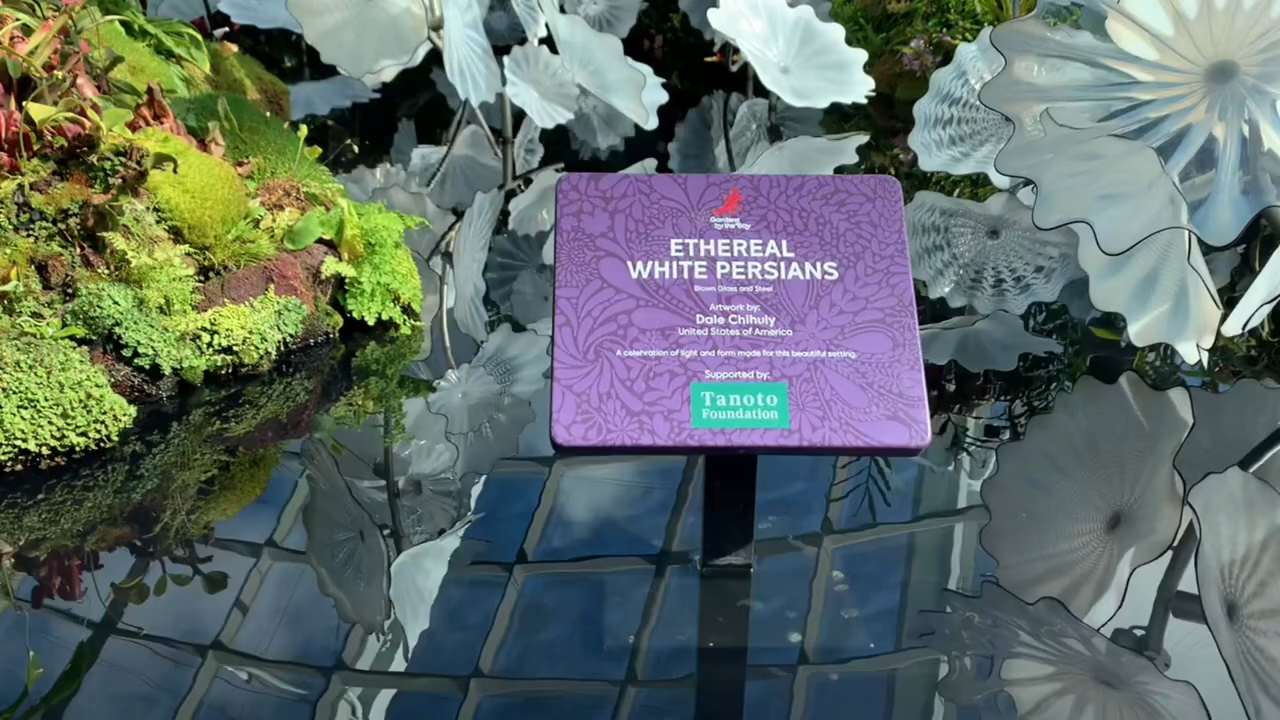 Gardens
by the Bay
ETHEREAL
WHITE PERSIANS
Blown Glass and Steel
Artwork by:
Dale Chihuly
United States of America
A celebration of light and form made for this beautiful setting.
Supported by:
Tanoto
Foundation